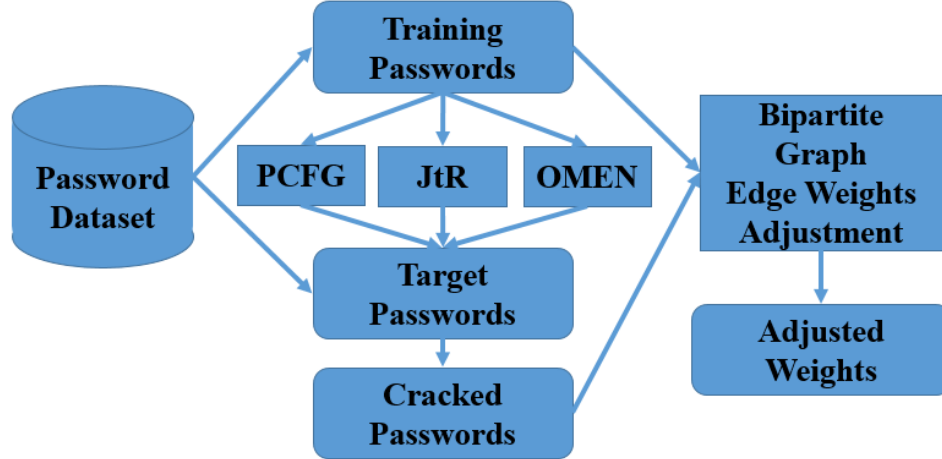 Training
Passwords
Password
Dataset
PCFG
JtR
OMEN
Target
Passwords
Cracked
Passwords
Bipartite
Graph
Edge Weights
Adjustment
Adjusted
Weights